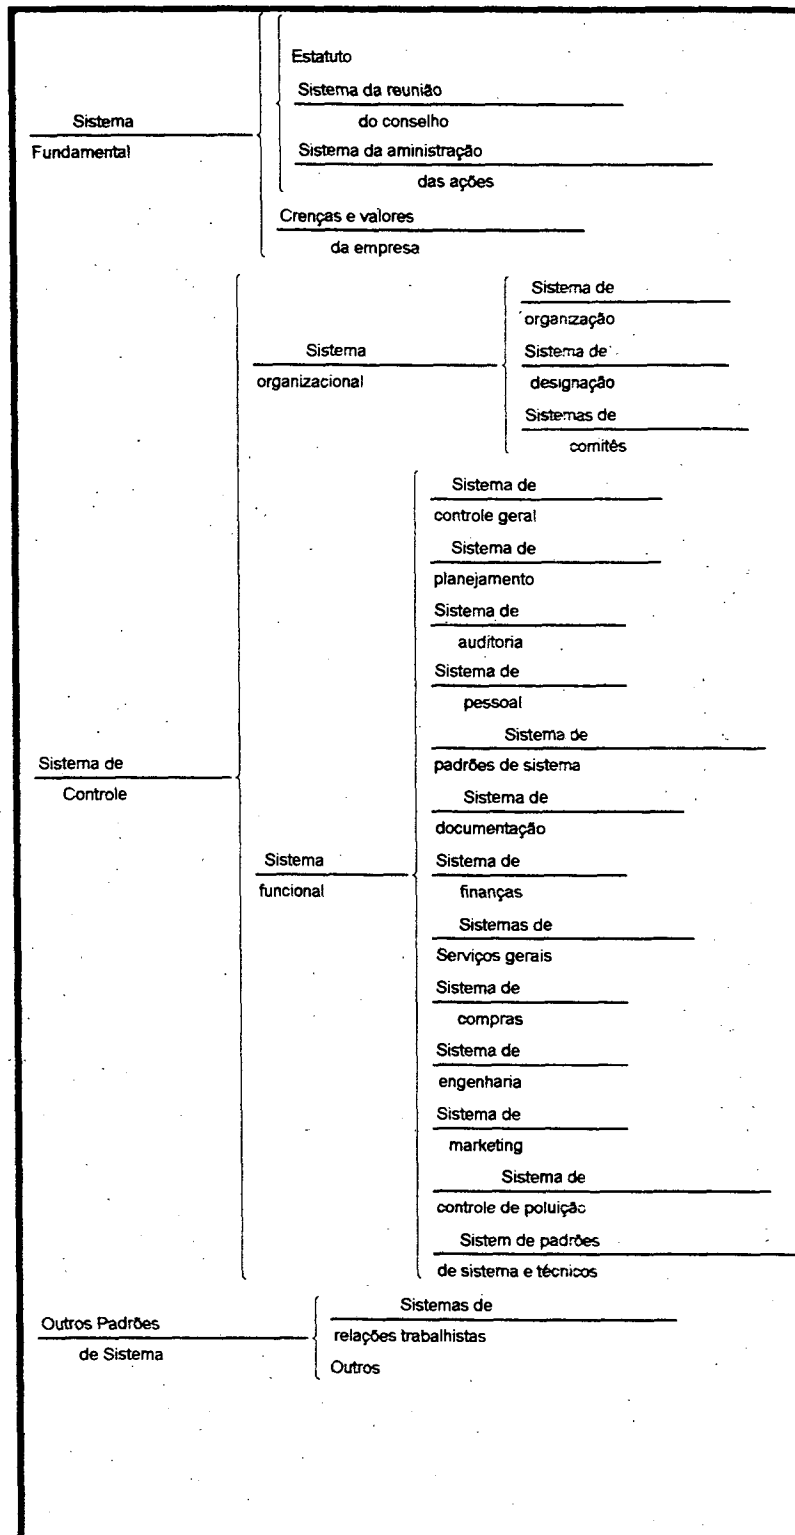 Estatuto
Sistema da reunião
do conselho
Sistema
Fundamental
Sistema da aministração
das ações
Crenças e valores
da empresa
Sistema de
organização
Sistema
organizacional
Sistema de
designação
Sistemas de
comitês
Sistema de
controle geral
Sistema de
planejamento
Sistema de
auditoria
Sistema de
pessoal
Sistema de
padrões de sistema
Sistema de
Controle
Sistema de
documentação
Sistema
funcional
Sistema de
finanças
Sistemas de
Serviços gerais
Sistema de
compras
Sistema de
engenharia
Sistema de
marketing
Sistema de
controle de poluição
Sistem de padrões
de sistema e técnicos
Outros Padrões
de Sistema
Sistemas de
relações trabalhistas
Outros